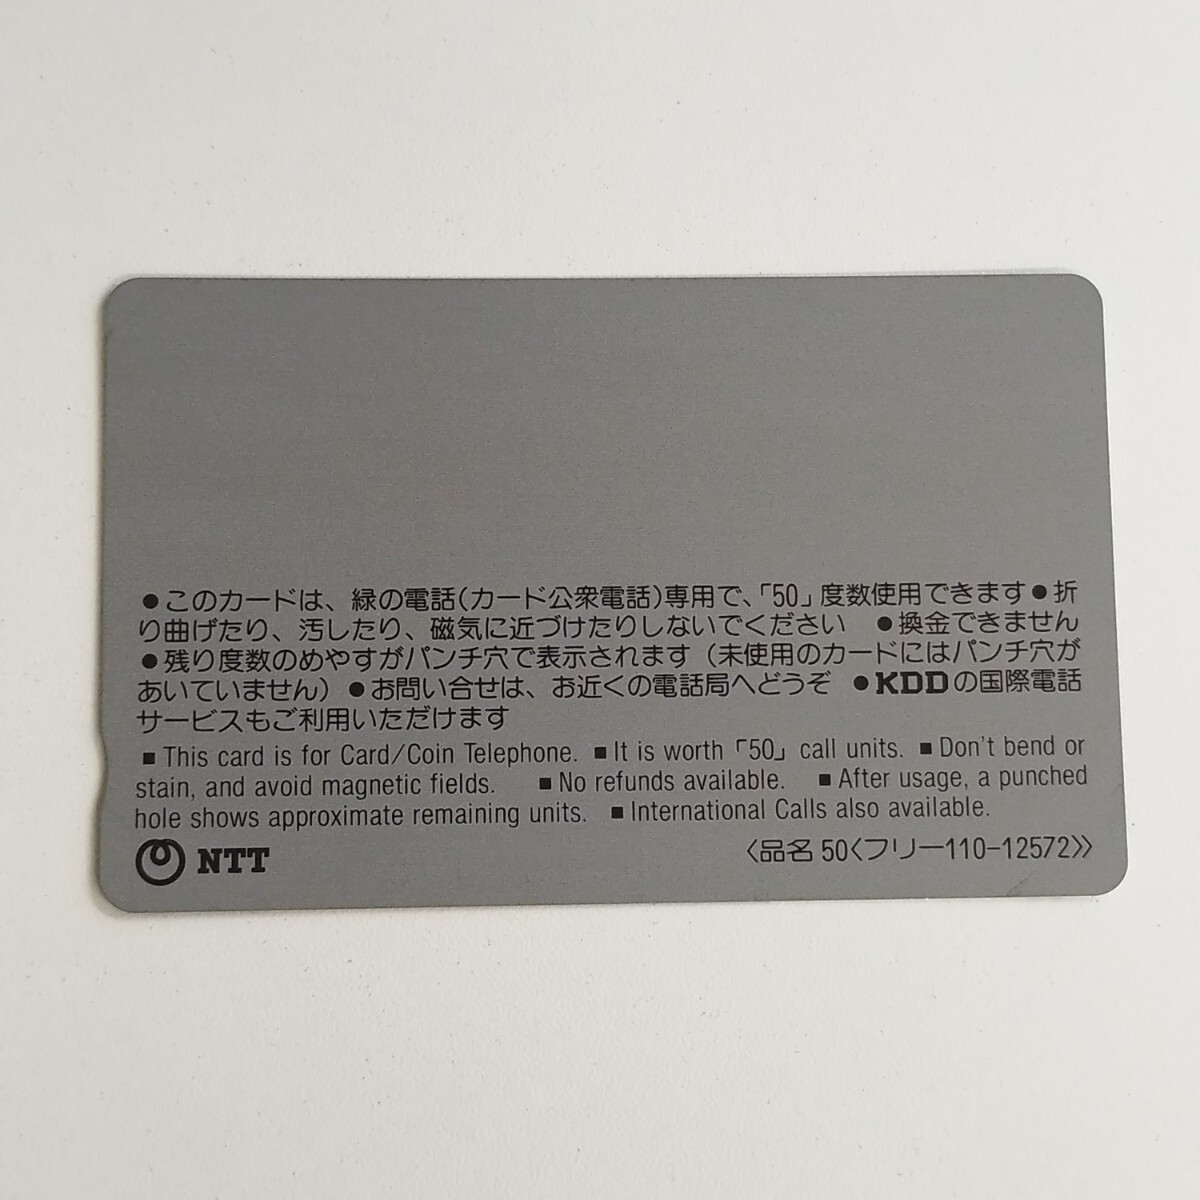 ●このカードは、緑の電話(カード公衆電話)専用で、「50」度数使用できます●折
り曲げたり、汚したり、磁気に近づけたりしないでください ●換金できません
●残り度数のめやすがパンチ穴で表示されます(未使用のカードにはパンチ穴が
あいていません)●お問い合せは、お近くの電話局へどうぞ ●KDDの国際電話
サービスもご利用いただけます
■ This card is for Card/Coin Telephone. ■ It is worth「50」call units. ■ Don't bend or
stain, and avoid magnetic fields. ■ No refunds available. ■ After usage, a punched
hole shows approximate remaining units. ■ International Calls also available.
NTT
〈品名 50〈フリー110-12572〉〉